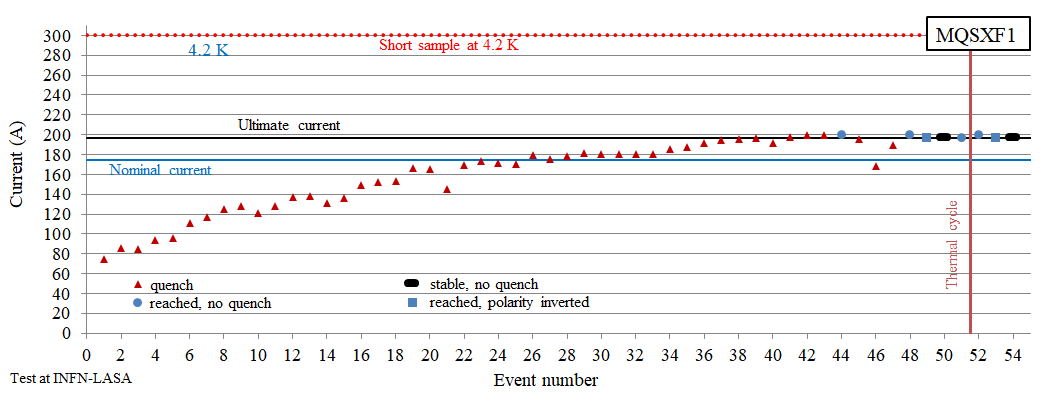 MQSXF1
4.2 K
Short sample at 4.2 K
Ultimate current
Nominal current
Thermal cycle
Current (A)
300
280
260
240
220
200
180
160
140
120
100
80
60
40
20
0
quench
stable, no quench
reached, no quench
reached, polarity inverted
0 2 4 6 8 10 12 14 16 18 20 22 24 26 28 30 32 34 36 38 40 42 44 46 48 50 52 54
Event number
Test at INFN-LASA